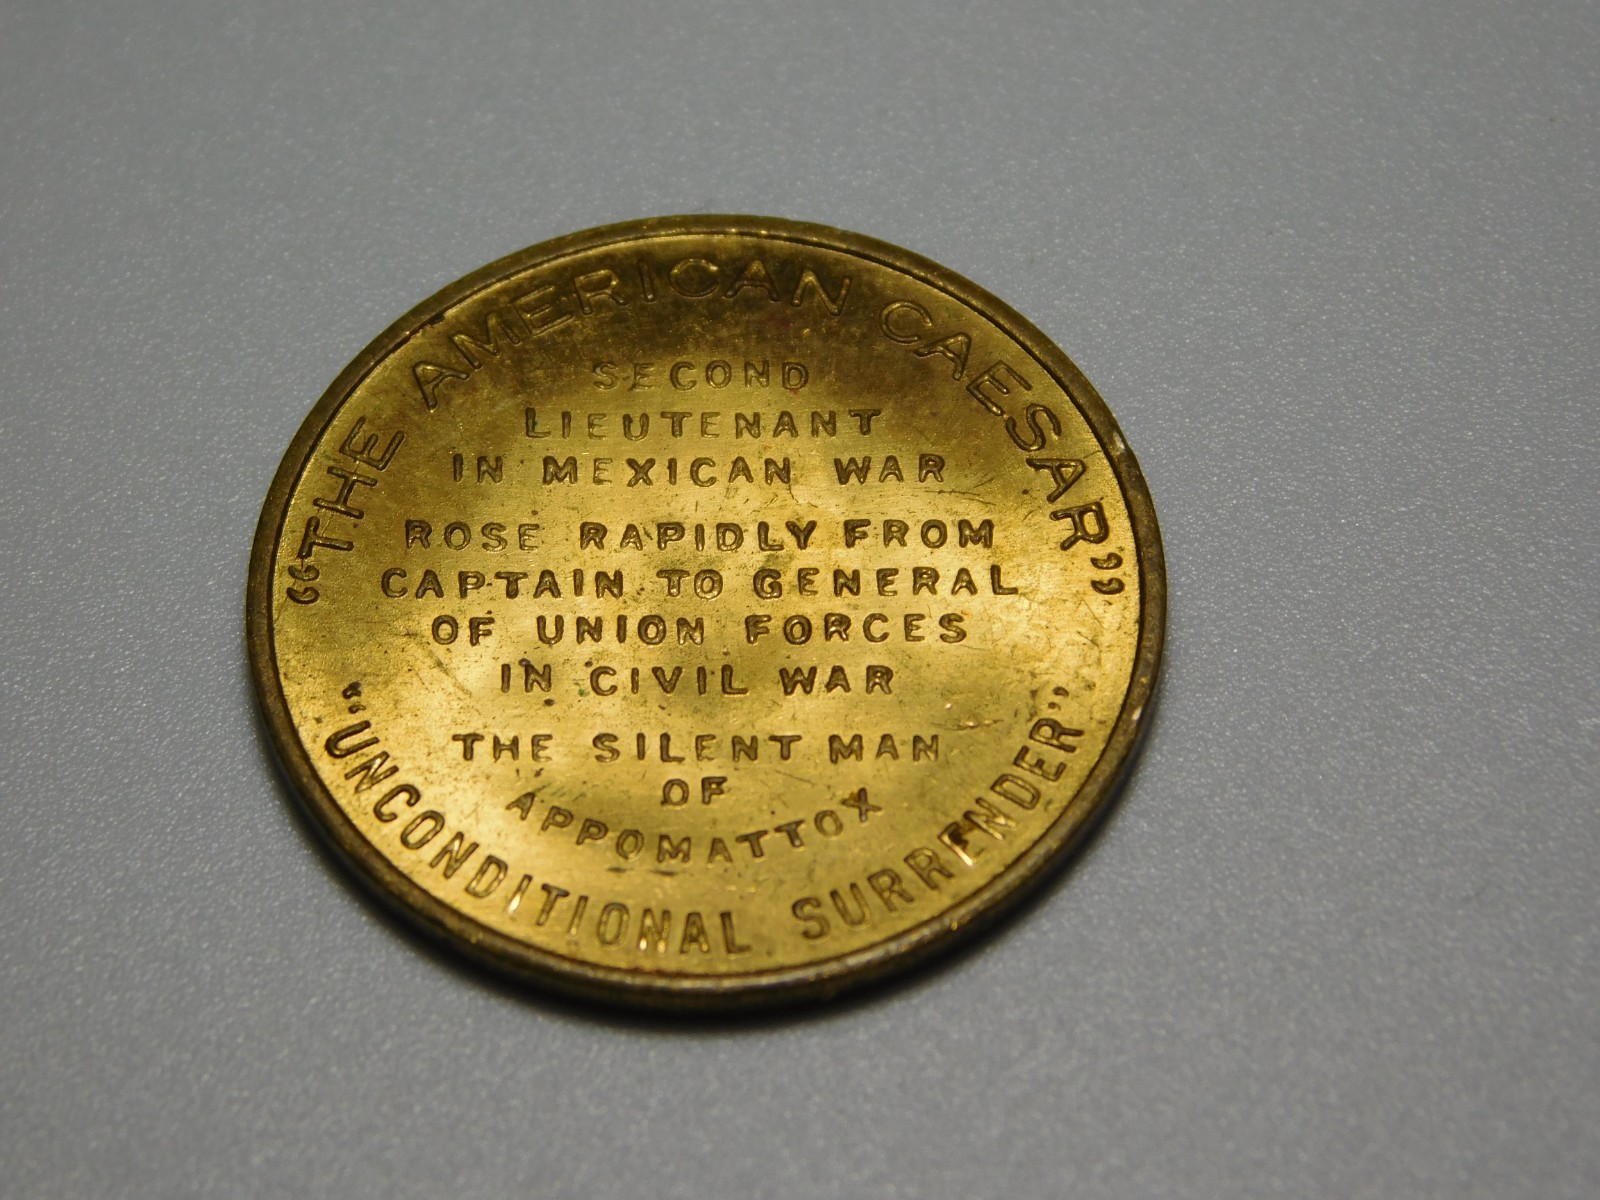 "THE AMERICAN CAESAR"
SECOND
LIEUTENANT
IN MEXICAN WAR
ROSE RAPIDLY FROM
CAPTAIN TO GENERAL
OF UNION FORCES
IN CIVIL WAR
THE SILENT MAN
OF
APPOMATTOX
"UNCONDITIONAL SURRENDER"